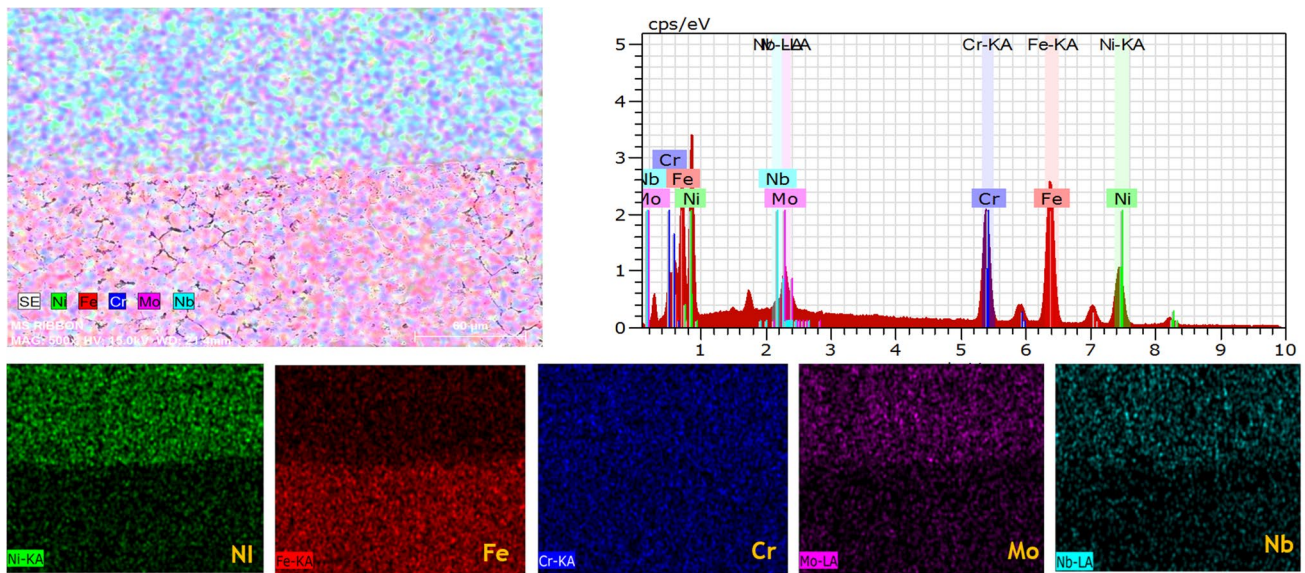 SE Ni Fe Cr Mo Nb
MS RIBBON
60 µm
cps/eV
Cr-KA Fe-KA Ni-KA
5
4
3
2
1
0
Cr
Nb Fe Nb
Mo Ni Mo Cr Fe Ni
1 2 3 4 5 6 7 8 9 10
Ni-KA NI
Fe-KA Fe
Cr-KA Cr
Mo-LA Mo
Nb-LA Nb